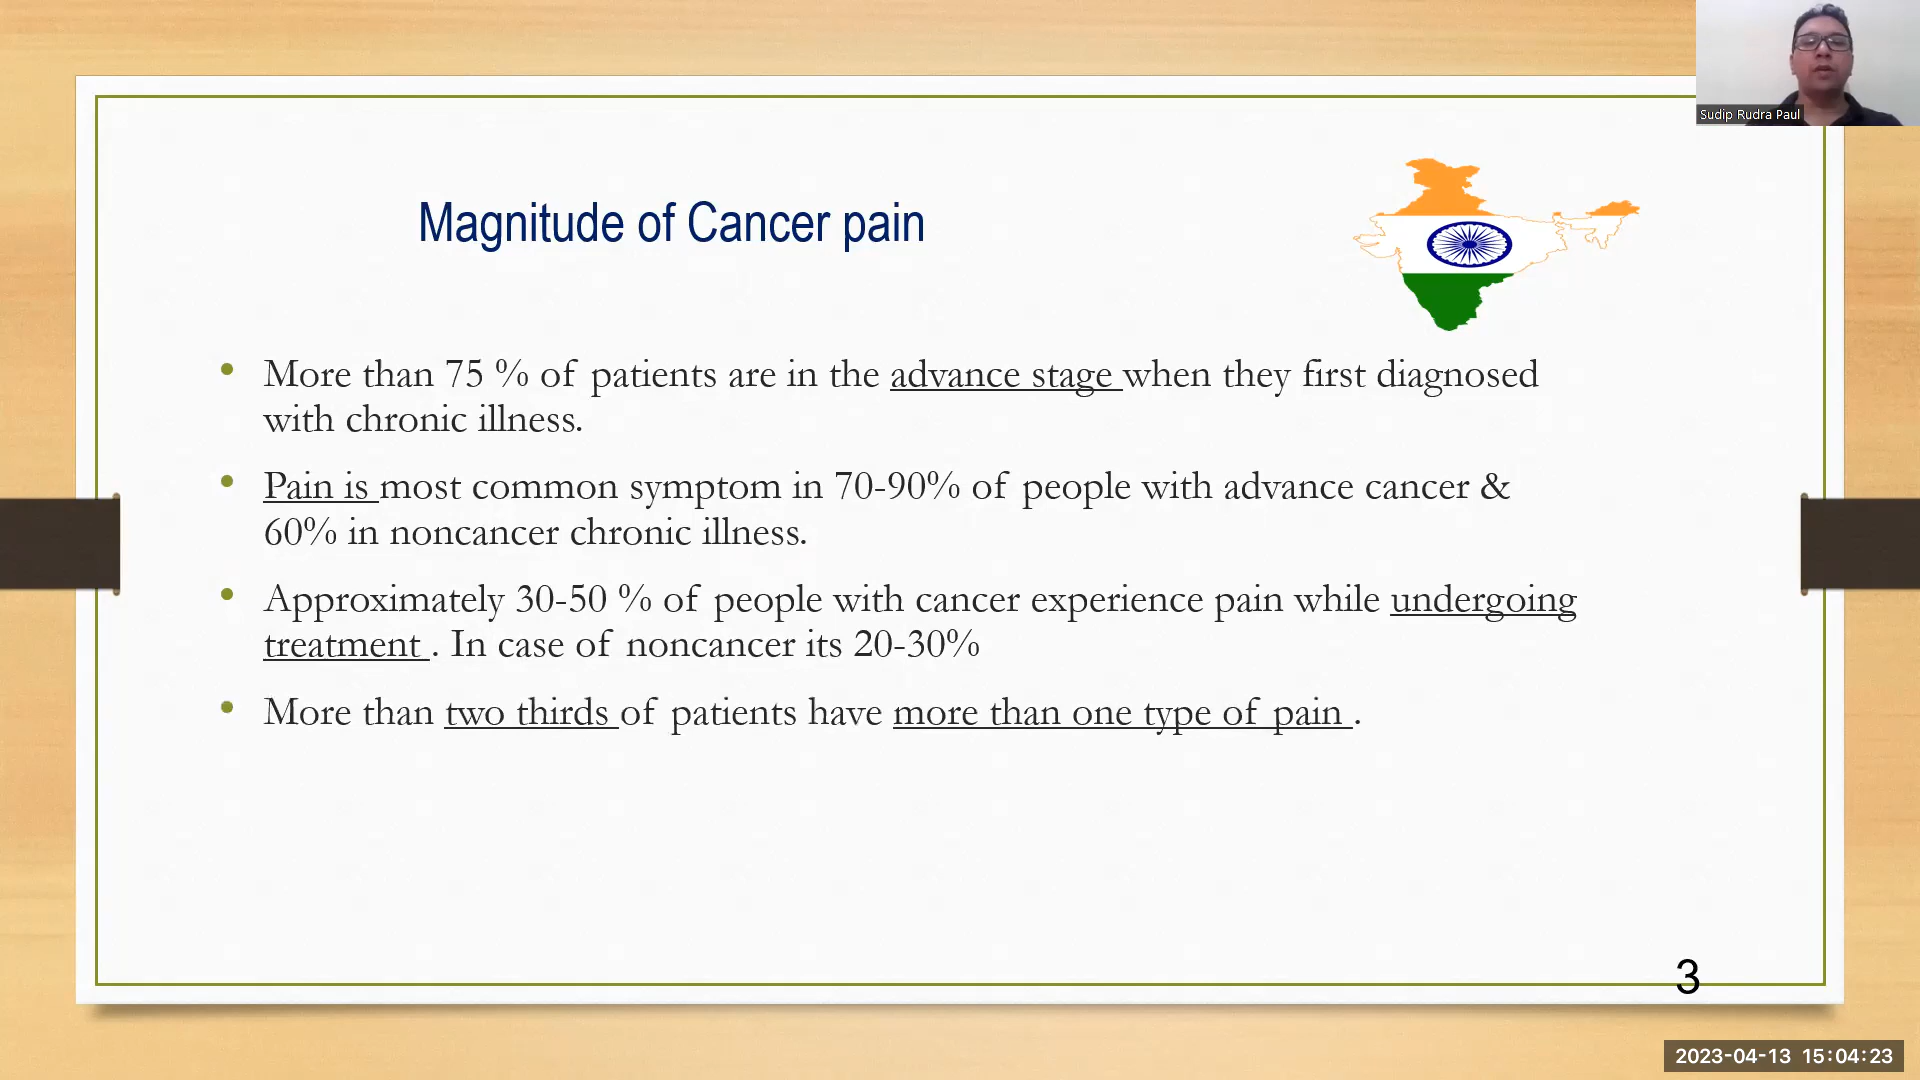 Sudip Rudra Paul
Magnitude of Cancer pain
• More than 75 % of patients are in the advance stage when they first diagnosed
with chronic illness.
• Pain is most common symptom in 70-90% of people with advance cancer &
60% in noncancer chronic illness.
• Approximately 30-50 % of people with cancer experience pain while undergoing
treatment . In case of noncancer its 20-30%
• More than two thirds of patients have more than one type of pain .
3
2023-04-13 15:04:23